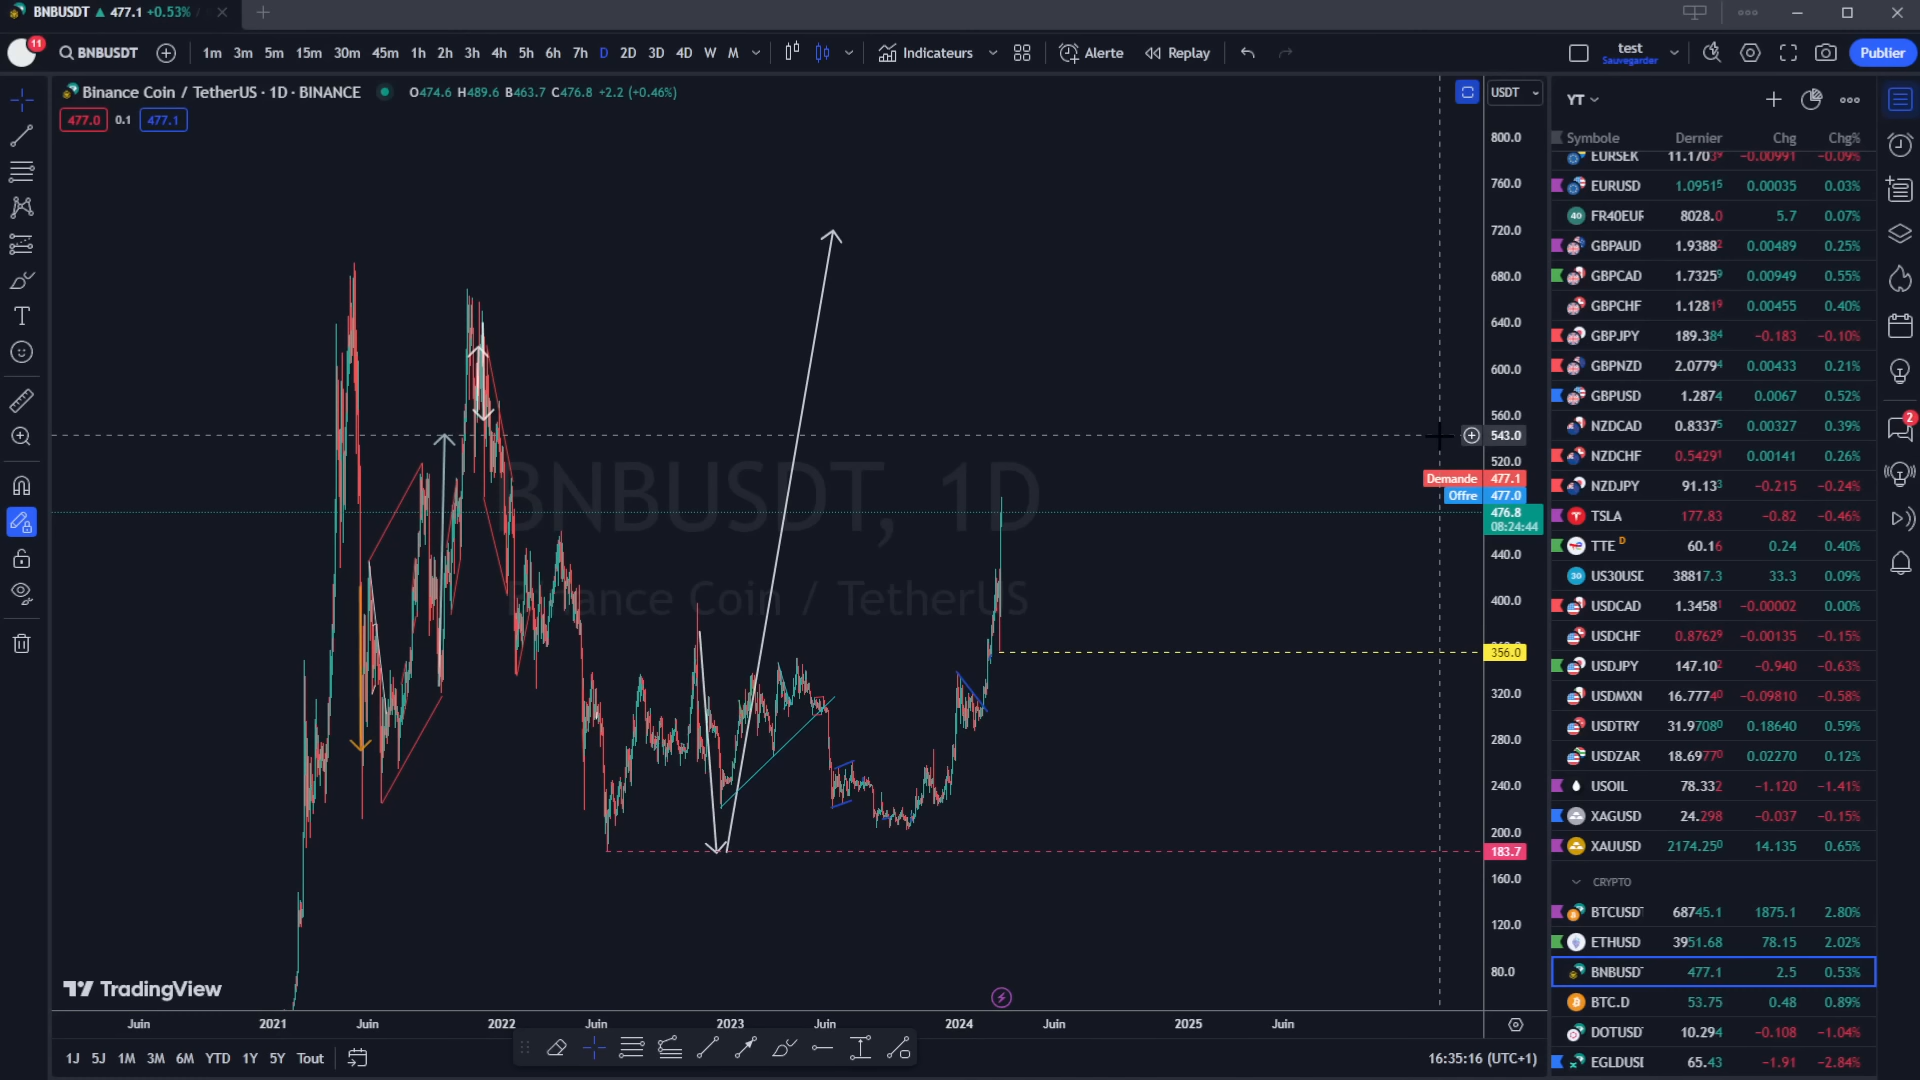 BNBUSDT ▲ 477.1 +0.53% /
11
BNBUSDT
1m 3m 5m 15m 30m 45m 1h 2h 3h 4h 5h 6h 7h D 2D 3D 4D W M
Indicateurs
Alerte
Replay
test
Sauvegarder
Publier
Binance Coin / TetherUS · 1D · BINANCE
O474.6 H489.6 B463.7 C476.8 +2.2 (+0.46%)
477.0 0.1 477.1
USDT
800.0
760.0
720.0
680.0
640.0
600.0
560.0
543.0
520.0
Demande 477.1
Offre 477.0
476.8
08:24:44
440.0
400.0
356.0
320.0
280.0
240.0
200.0
183.7
160.0
120.0
80.0
BNBUSDT, 1D
Binance Coin / TetherUS
TradingView
Juin 2021 Juin 2022 Juin 2023 Juin 2024 Juin 2025 Juin
1J 5J 1M 3M 6M YTD 1Y 5Y Tout
16:35:16 (UTC+1)
YT
Symbole Dernier Chg Chg%
EURSEK 11.17039 −0.00991 −0.09%
EURUSD 1.09515 0.00035 0.03%
40 FR40EUR 8028.0 5.7 0.07%
GBPAUD 1.93882 0.00489 0.25%
GBPCAD 1.73259 0.00949 0.55%
GBPCHF 1.12819 0.00455 0.40%
GBPJPY 189.384 −0.183 −0.10%
GBPNZD 2.07794 0.00433 0.21%
GBPUSD 1.2874 0.0067 0.52%
NZDCAD 0.83375 0.00327 0.39%
NZDCHF 0.54291 0.00141 0.26%
NZDJPY 91.133 −0.215 −0.24%
TSLA 177.83 −0.82 −0.46%
TTE D 60.16 0.24 0.40%
30 US30USD 38817.3 33.3 0.09%
USDCAD 1.34581 −0.00002 0.00%
USDCHF 0.87629 −0.00135 −0.15%
USDJPY 147.102 −0.940 −0.63%
USDMXN 16.77740 −0.09810 −0.58%
USDTRY 31.97080 0.18640 0.59%
USDZAR 18.69770 0.02270 0.12%
USOIL 78.332 −1.120 −1.41%
XAGUSD 24.298 −0.037 −0.15%
XAUUSD 2174.250 14.135 0.65%
CRYPTO
BTCUSDT 68745.1 1875.1 2.80%
ETHUSD 3951.68 78.15 2.02%
BNBUSDT 477.1 2.5 0.53%
BTC.D 53.75 0.48 0.89%
DOTUSDT 10.294 −0.108 −1.04%
EGLDUSD 65.43 −1.91 −2.84%
2